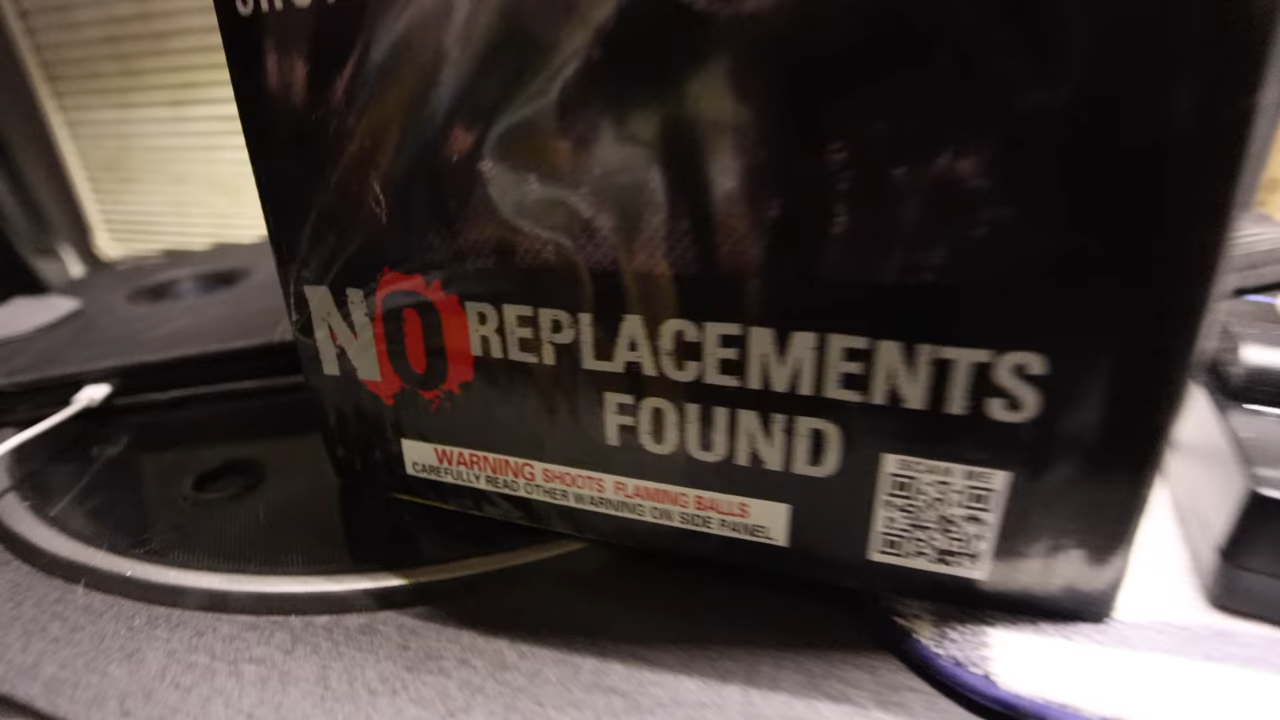 NO REPLACEMENTS
FOUND
WARNING SHOOTS FLAMING BALLS
CAREFULLY READ OTHER WARNING ON SIDE PANEL
SCAN ME